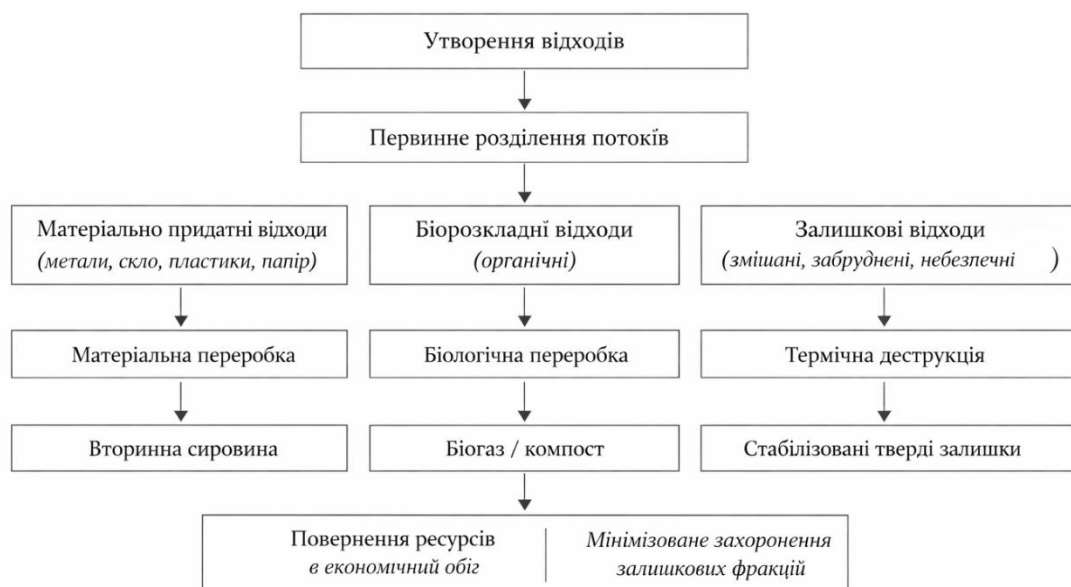 Утворення відходів
Первинне розділення потоків
Матеріально придатні відходи
(метали, скло, пластики, папір)
Біорозкладні відходи
(органічні)
Залишкові відходи
(змішані, забруднені, небезпечні )
Матеріальна переробка
Біологічна переробка
Термічна деструкція
Вторинна сировина
Біогаз / компост
Стабілізовані тверді залишки
Повернення ресурсів
в економічний обіг
Мінімізоване захоронення
залишкових фракцій